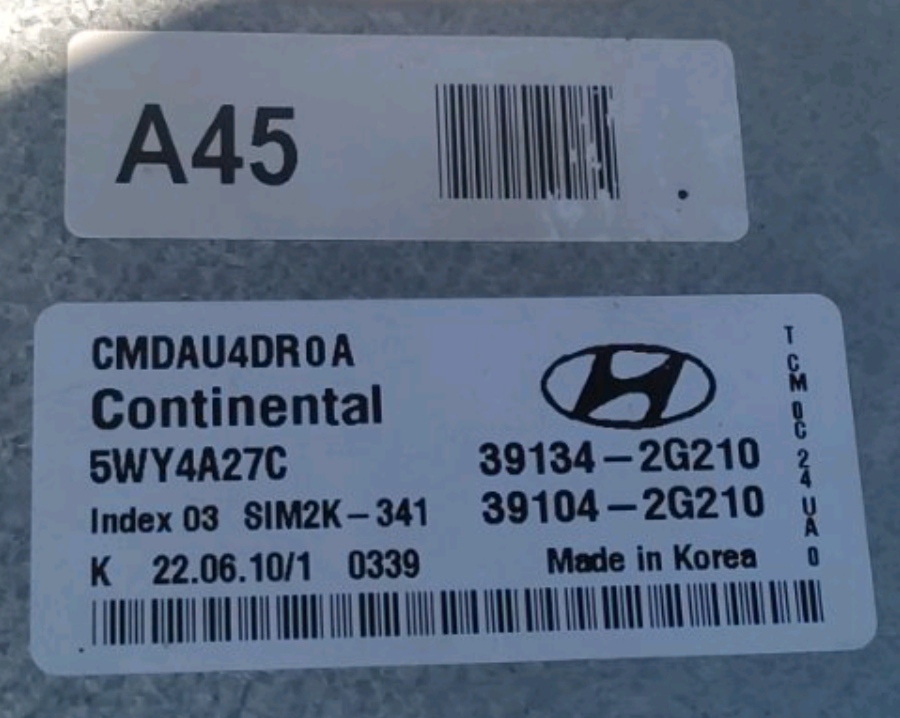 A45
CMDAU4DR0A
Continental
5WY4A27C
39134-2G210
Index 03 SIM2K-341
39104-2G210
K 22.06.10/1 0339
Made in Korea
TCM0C24UA0